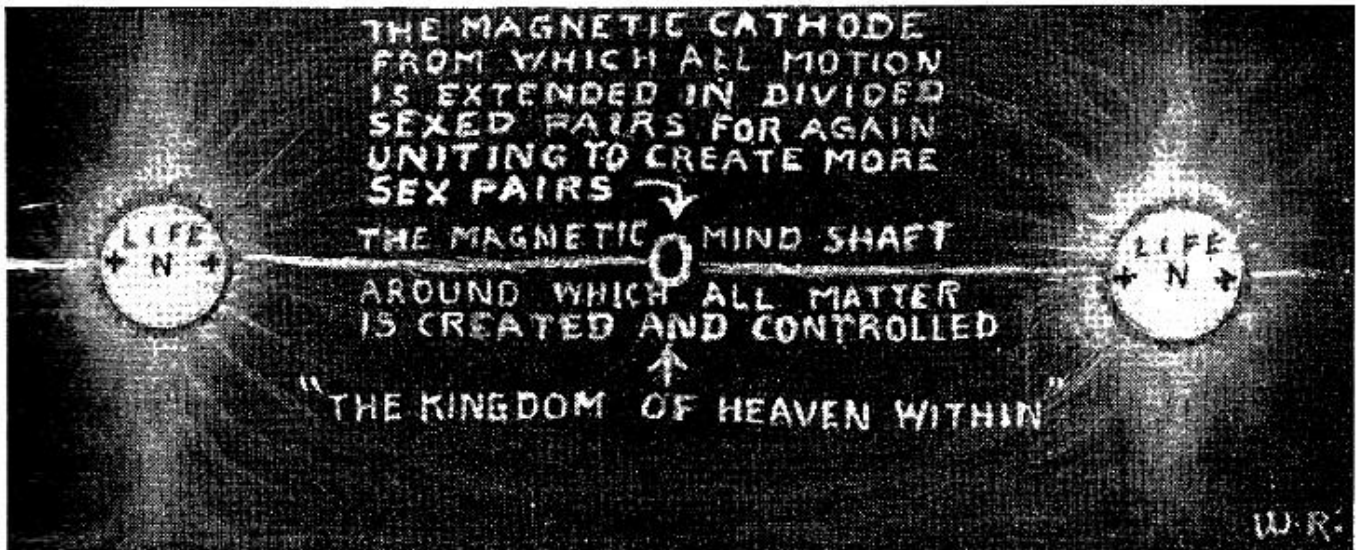 THE MAGNETIC CATHODE
FROM WHICH ALL MOTION
IS EXTENDED IN DIVIDED
SEXED PAIRS FOR AGAIN
UNITING TO CREATE MORE
SEX PAIRS
THE MAGNETIC O MIND SHAFT
LIFE
+ N +
LIFE
+ N +
AROUND WHICH ALL MATTER
IS CREATED AND CONTROLLED
"THE KINGDOM OF HEAVEN WITHIN"
W.R.